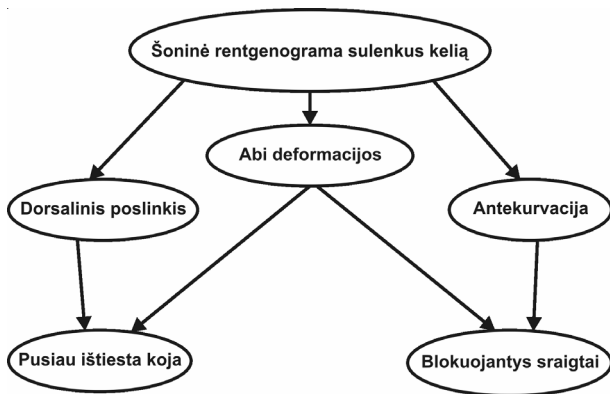 Šoninė rentgenograma sulenkus kelią
Abi deformacijos
Dorsalinis poslinkis
Antekurvacija
Pusiau ištiesta koja
Blokuojantys sraigtai